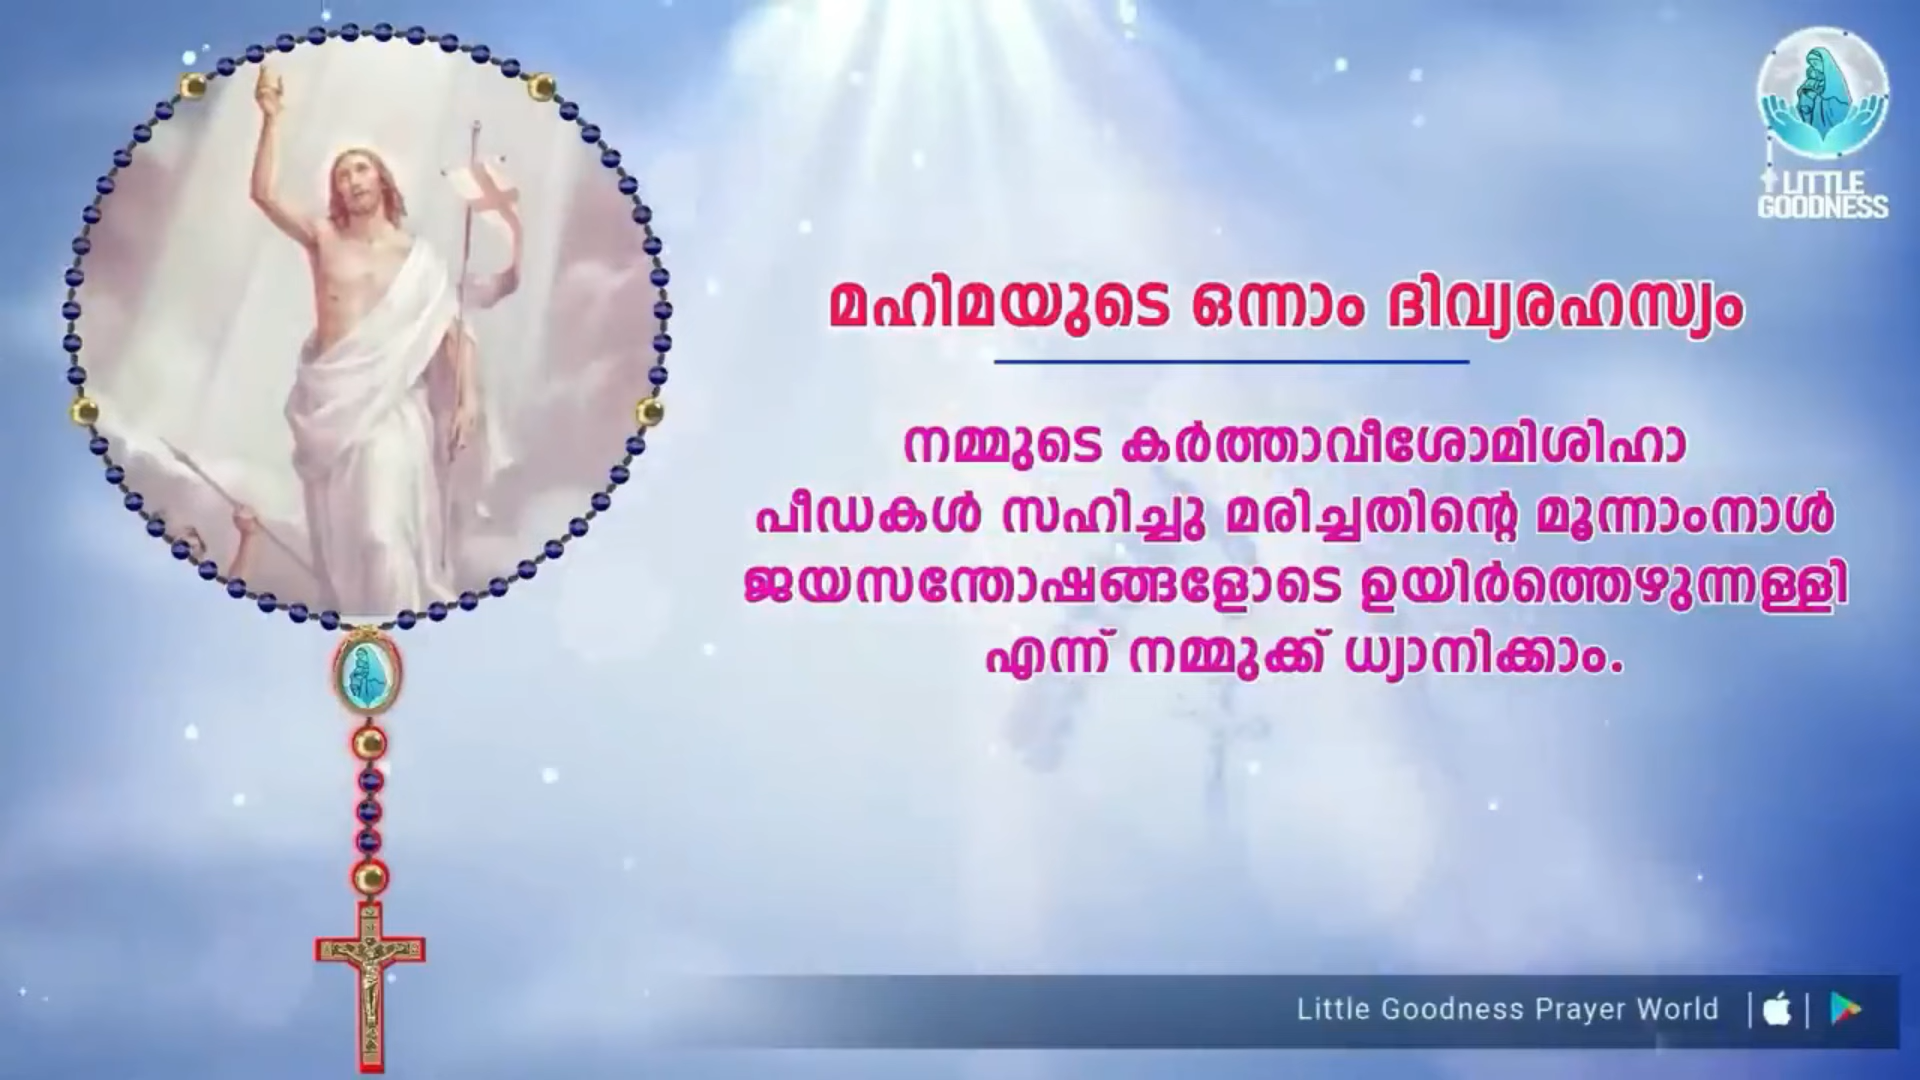 LITTLE
GOODNESS
മഹിമയുടെ ഒന്നാം ദിവ്യരഹസ്യം
നമ്മുടെ കർത്താവീശോമിശിഹാ
പീഡകൾ സഹിച്ചു മരിച്ചതിന്റെ മൂന്നാംനാൾ
ജയസന്തോഷങ്ങളോടെ ഉയിർത്തെഴുന്നള്ളി
എന്ന് നമ്മുക്ക് ധ്യാനിക്കാം.
Little Goodness Prayer World